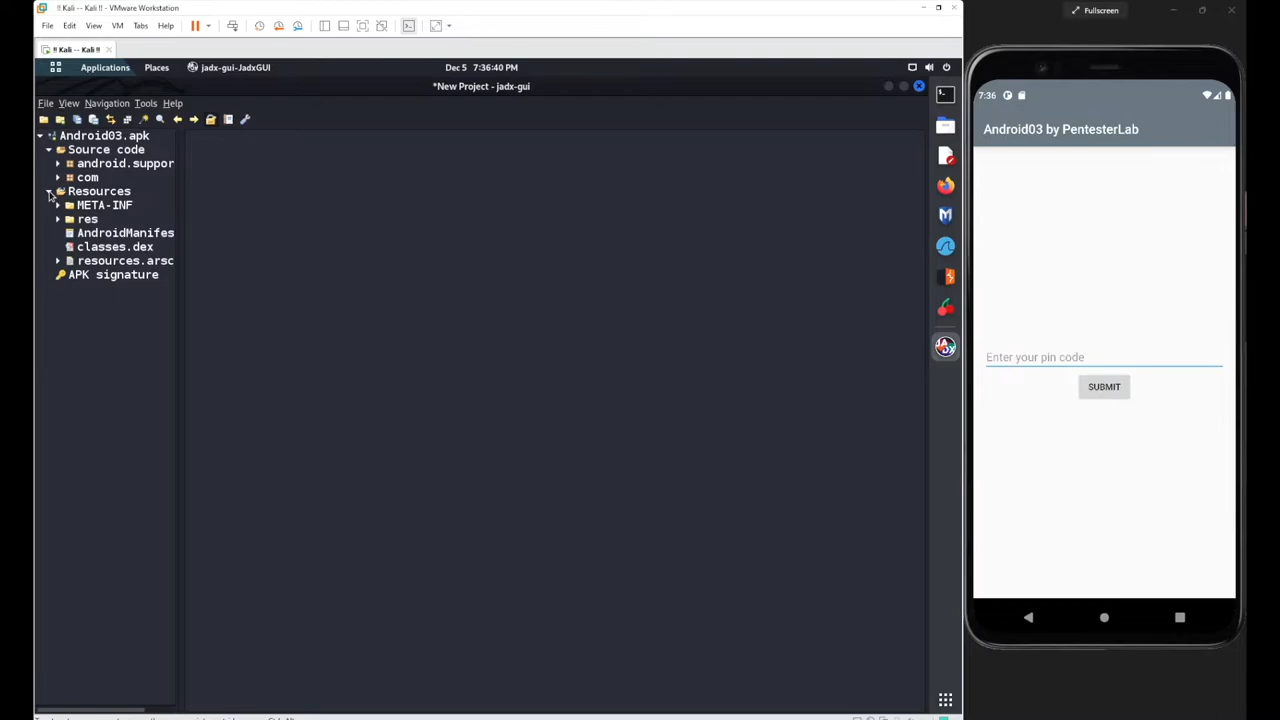 !! Kali -- Kali !! - VMware Workstation
File Edit View VM Tabs Help
!! Kali -- Kali !!
Applications Places jadx-gui-JadxGUI Dec 5 7:36:40 PM
*New Project - jadx-gui
File View Navigation Tools Help
Android03.apk
Source code
android.suppor
com
Resources
META-INF
res
AndroidManifes
classes.dex
resources.arsc
APK signature
Fullscreen
7:36
Android03 by PentesterLab
Enter your pin code
SUBMIT